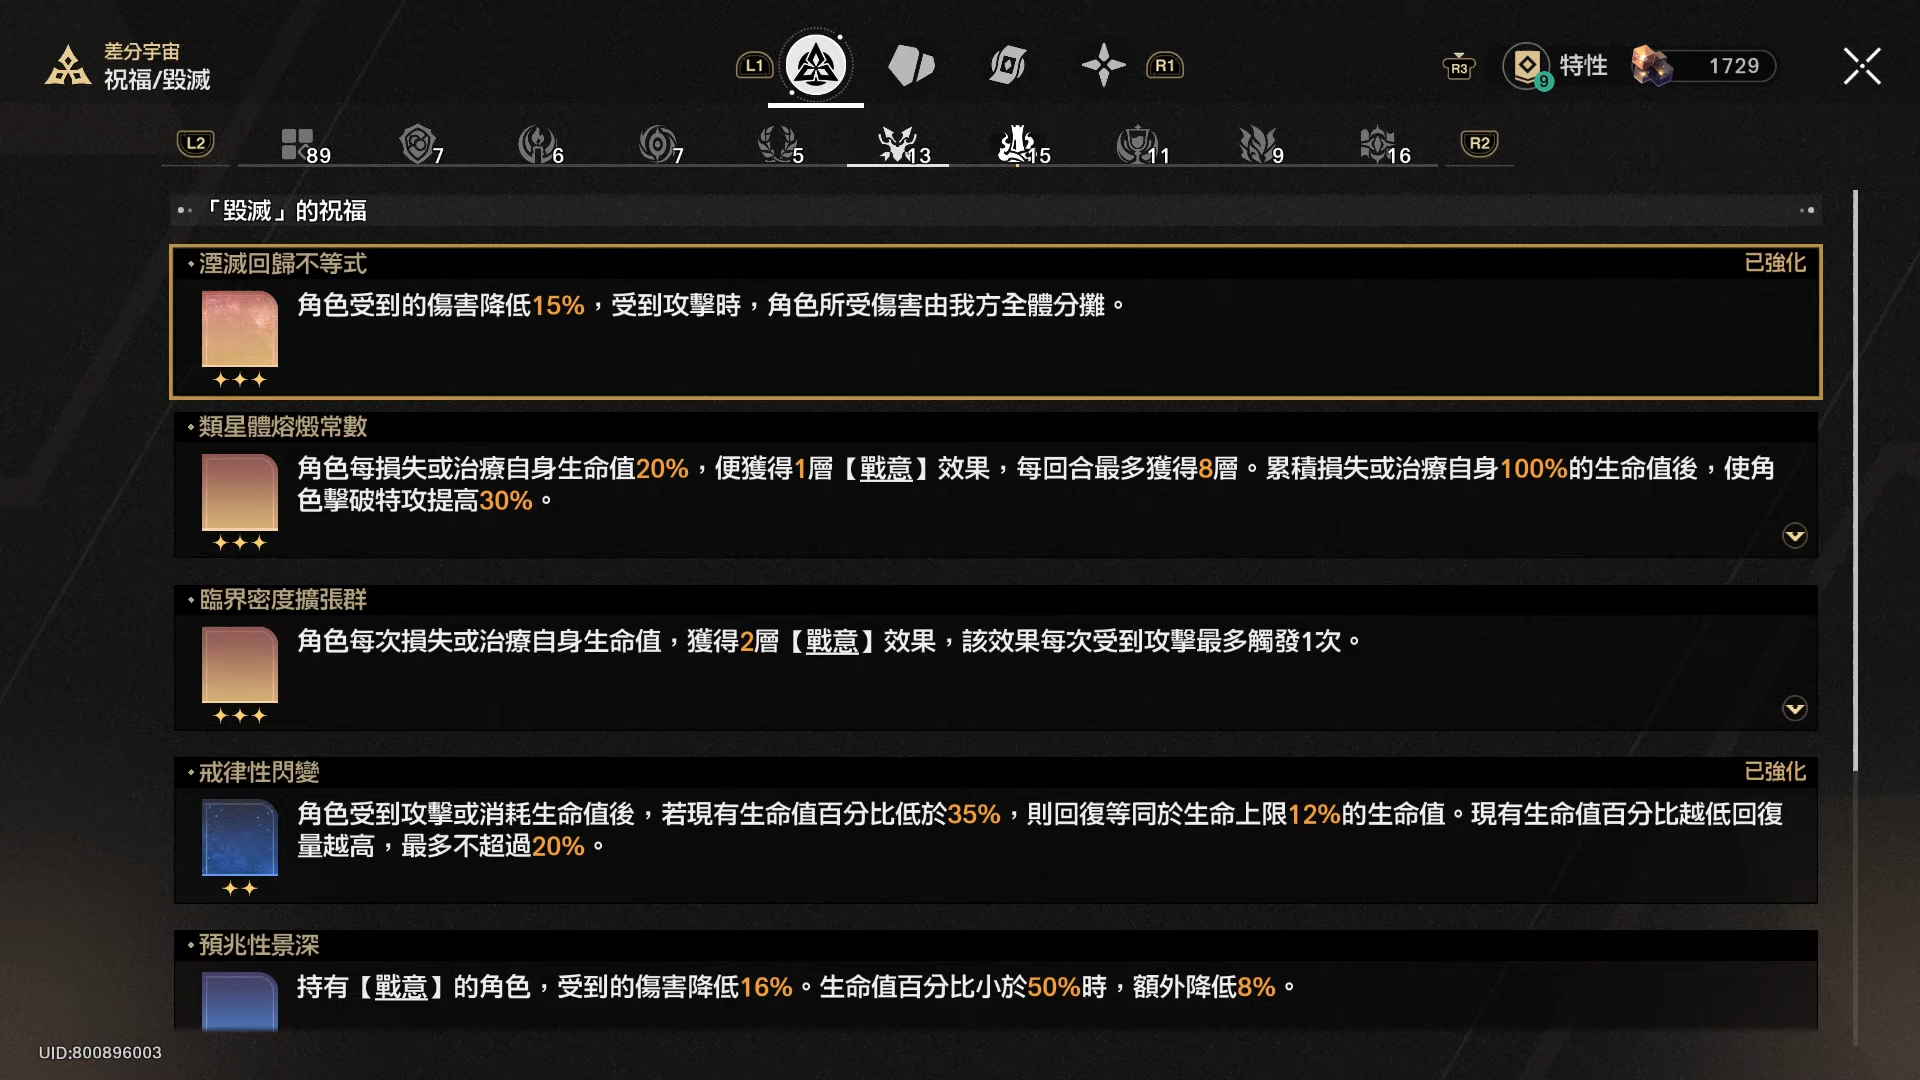 差分宇宙
祝福/毀滅
L1
R1
R3
9
特性
1729
L2
89
7
6
7
5
13
15
11
9
16
R2
「毀滅」的祝福
湮滅回歸不等式
已強化
角色受到的傷害降低15%，受到攻擊時，角色所受傷害由我方全體分攤。
類星體熔燬常數
角色每損失或治療自身生命值20%，便獲得1層【戰意】效果，每回合最多獲得8層。累積損失或治療自身100%的生命值後，使角
色擊破特攻提高30%。
臨界密度擴張群
角色每次損失或治療自身生命值，獲得2層【戰意】效果，該效果每次受到攻擊最多觸發1次。
戒律性閃變
已強化
角色受到攻擊或消耗生命值後，若現有生命值百分比低於35%，則回復等同於生命上限12%的生命值。現有生命值百分比越低回復
量越高，最多不超過20%。
預兆性景深
持有【戰意】的角色，受到的傷害降低16%。生命值百分比小於50%時，額外降低8%。
UID:800896003